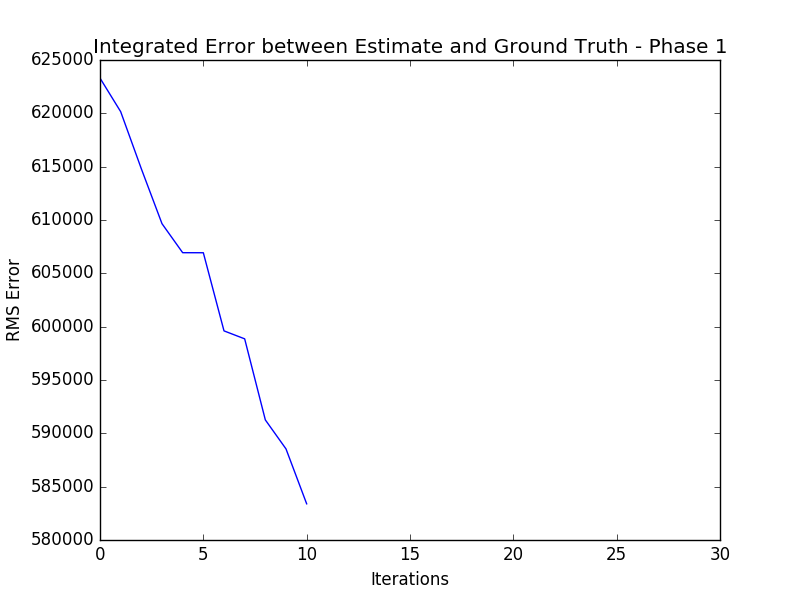 Integrated Error between Estimate and Ground Truth - Phase 1
625000
620000
615000
610000
605000
600000
595000
590000
585000
580000
RMS Error
0 5 10 15 20 25 30
Iterations